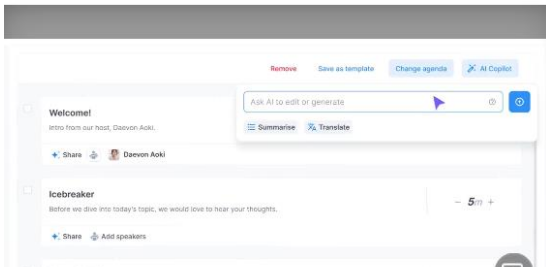 Remove Save as template Change agenda AI Copilot
Ask AI to edit or generate
Summarise Translate
Welcome!
Intro from our host, Daevon Aoki.
Share Daevon Aoki
Icebreaker
Before we dive into today's topic, we would love to hear your thoughts.
− 5m +
Share Add speakers